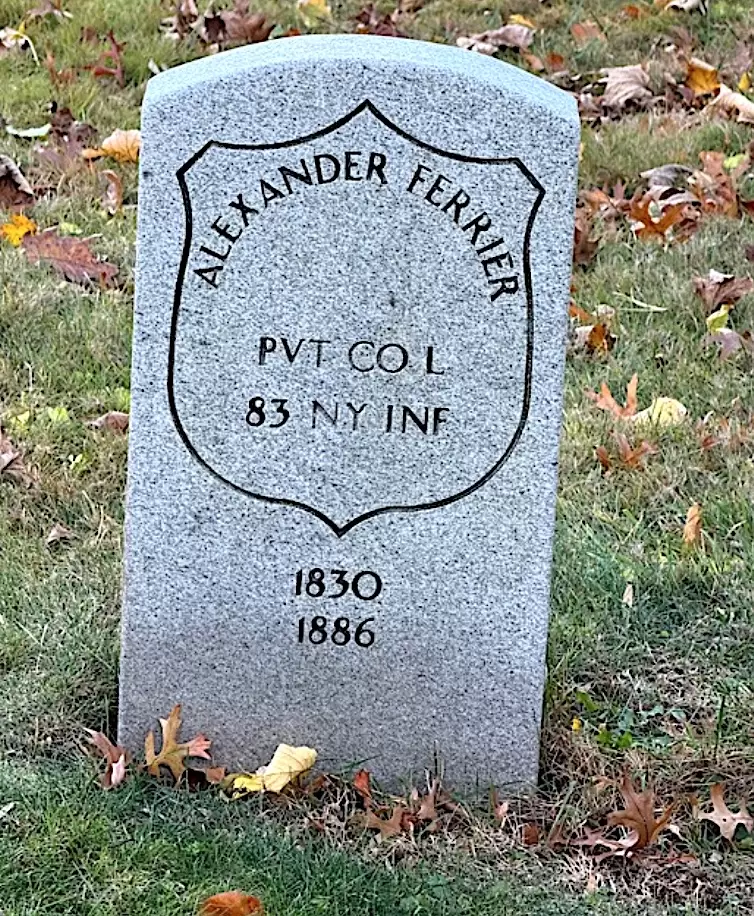 ALEXANDER FERRIER
PVT CO L
83 NY INF
1830
1886